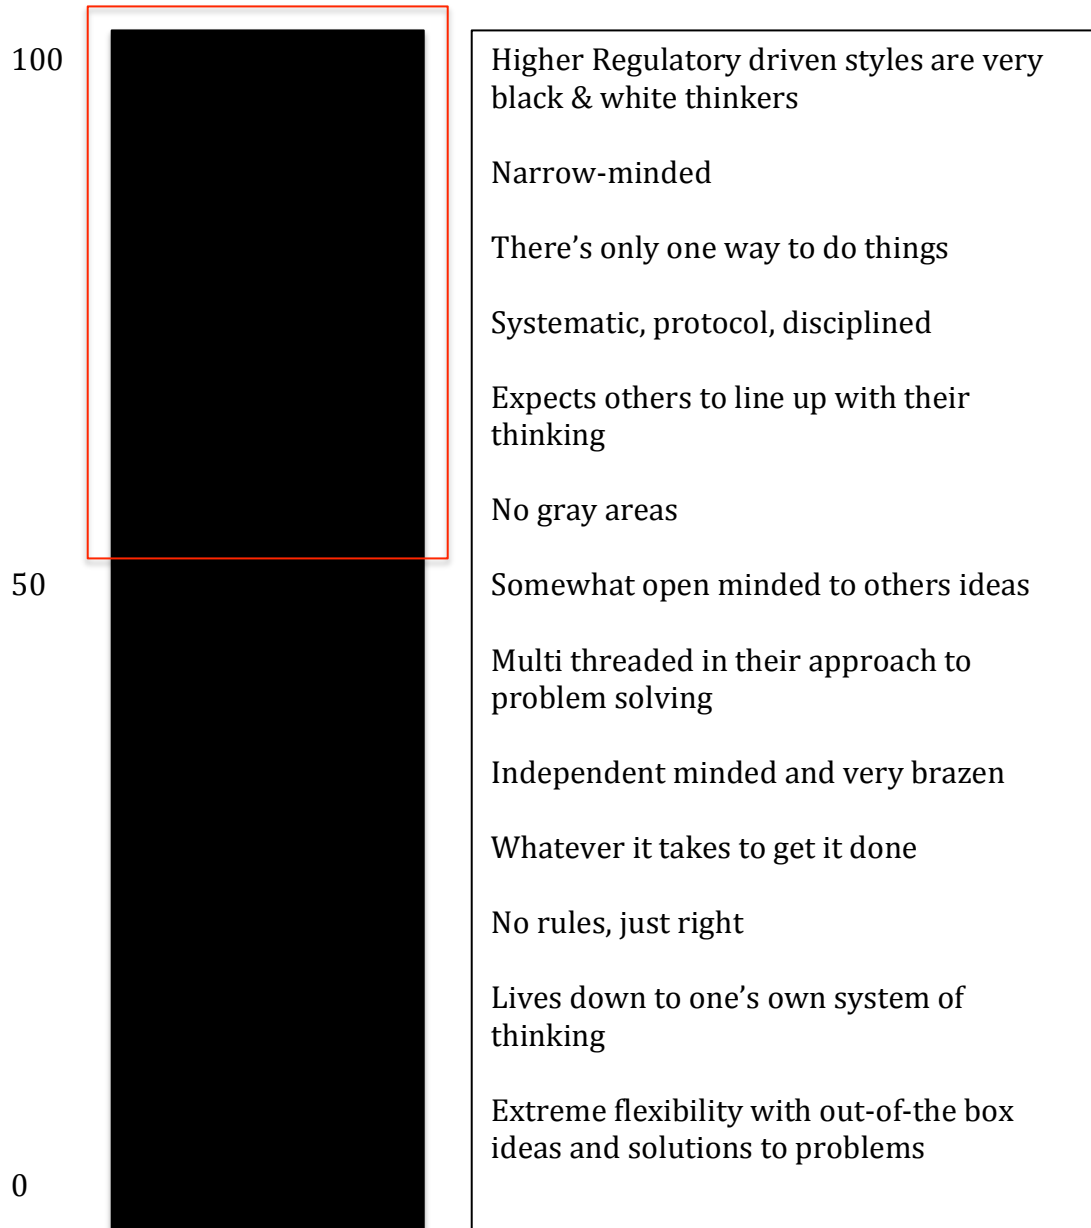 100
Higher Regulatory driven styles are very
black & white thinkers
Narrow-minded
There’s only one way to do things
Systematic, protocol, disciplined
Expects others to line up with their
thinking
No gray areas
50
Somewhat open minded to others ideas
Multi threaded in their approach to
problem solving
Independent minded and very brazen
Whatever it takes to get it done
No rules, just right
Lives down to one’s own system of
thinking
Extreme flexibility with out-of-the box
ideas and solutions to problems
0